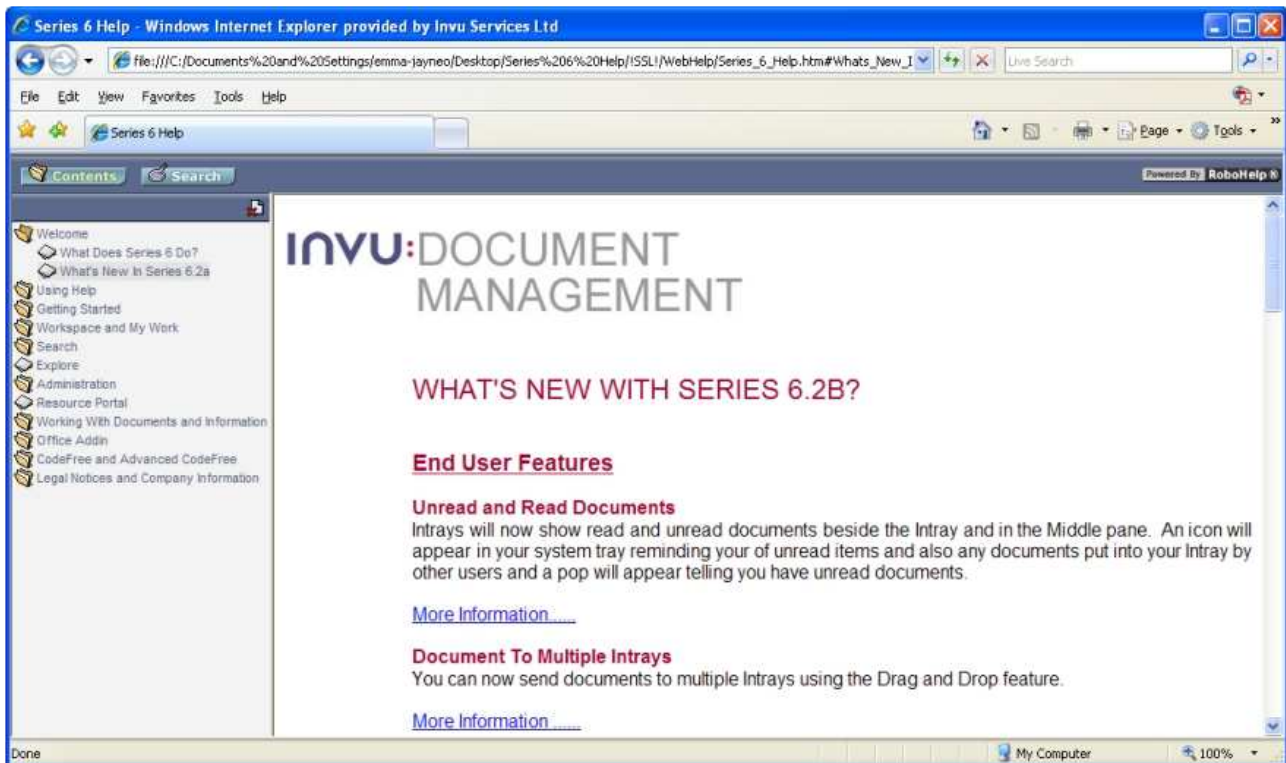 Series 6 Help - Windows Internet Explorer provided by Invu Services Ltd
file:///C:/Documents%20and%20Settings/emma-jayneo/Desktop/Series%206%20Help/!SSL!/WebHelp/Series_6_Help.htm#Whats_New_I
Live Search
File Edit View Favorites Tools Help
Series 6 Help
Page Tools
Contents Search
Powered By RoboHelp ®
Welcome
What Does Series 6 Do?
What's New In Series 6.2a
Using Help
Getting Started
Workspace and My Work
Search
Explore
Administration
Resource Portal
Working With Documents and Information
Office Addin
CodeFree and Advanced CodeFree
Legal Notices and Company Information
INVU:DOCUMENT
MANAGEMENT
WHAT'S NEW WITH SERIES 6.2B?
End User Features
Unread and Read Documents
Intrays will now show read and unread documents beside the Intray and in the Middle pane. An icon will
appear in your system tray reminding your of unread items and also any documents put into your Intray by
other users and a pop will appear telling you have unread documents.
More Information......
Document To Multiple Intrays
You can now send documents to multiple Intrays using the Drag and Drop feature.
More Information ......
Done
My Computer
100%